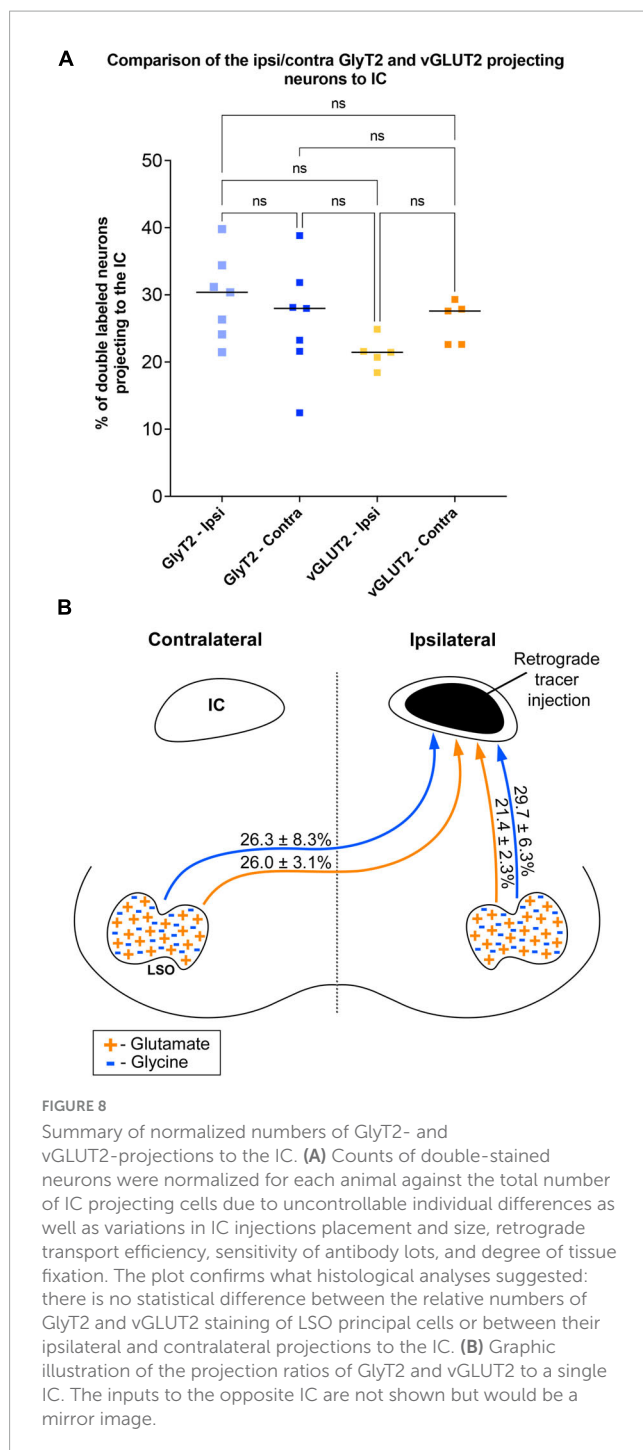 A
Comparison of the ipsi/contra GlyT2 and vGLUT2 projecting
neurons to IC
ns
ns
ns
ns
ns
ns
% of double labeled neurons
projecting to the IC
50
40
30
20
10
0
GlyT2 - Ipsi
GlyT2 - Contra
vGLUT2 - Ipsi
vGLUT2 - Contra
B
Contralateral
Ipsilateral
Retrograde
tracer
injection
IC
26.3 ± 8.3%
26.0 ± 3.1%
21.4 ± 2.3%
29.7 ± 6.3%
LSO
+ - Glutamate
- - Glycine
FIGURE 8
Summary of normalized numbers of GlyT2- and
vGLUT2-projections to the IC. (A) Counts of double-stained
neurons were normalized for each animal against the total number
of IC projecting cells due to uncontrollable individual differences as
well as variations in IC injections placement and size, retrograde
transport efficiency, sensitivity of antibody lots, and degree of tissue
fixation. The plot confirms what histological analyses suggested:
there is no statistical difference between the relative numbers of
GlyT2 and vGLUT2 staining of LSO principal cells or between their
ipsilateral and contralateral projections to the IC. (B) Graphic
illustration of the projection ratios of GlyT2 and vGLUT2 to a single
IC. The inputs to the opposite IC are not shown but would be a
mirror image.